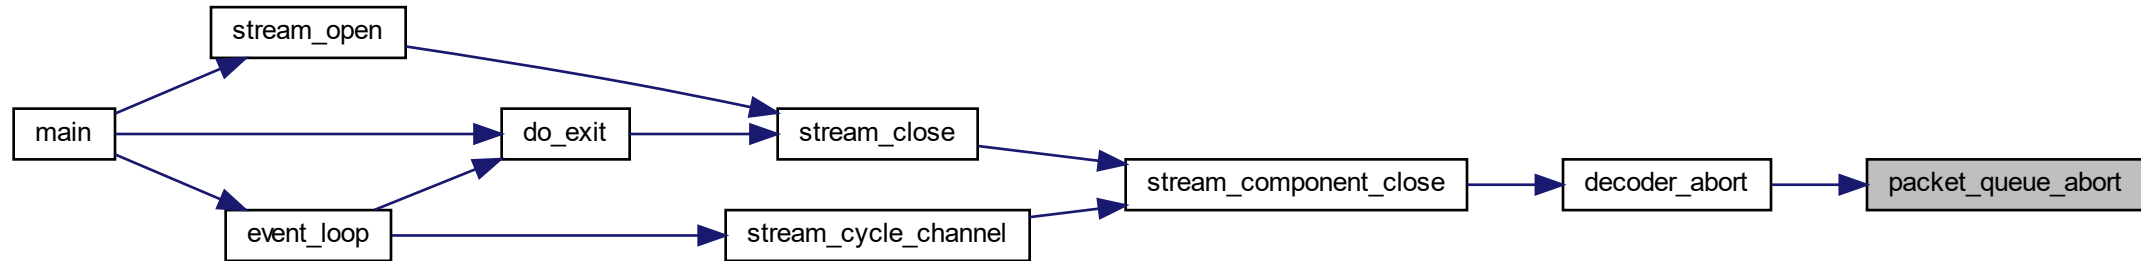 stream_open
main
do_exit
stream_close
stream_component_close
decoder_abort
packet_queue_abort
event_loop
stream_cycle_channel